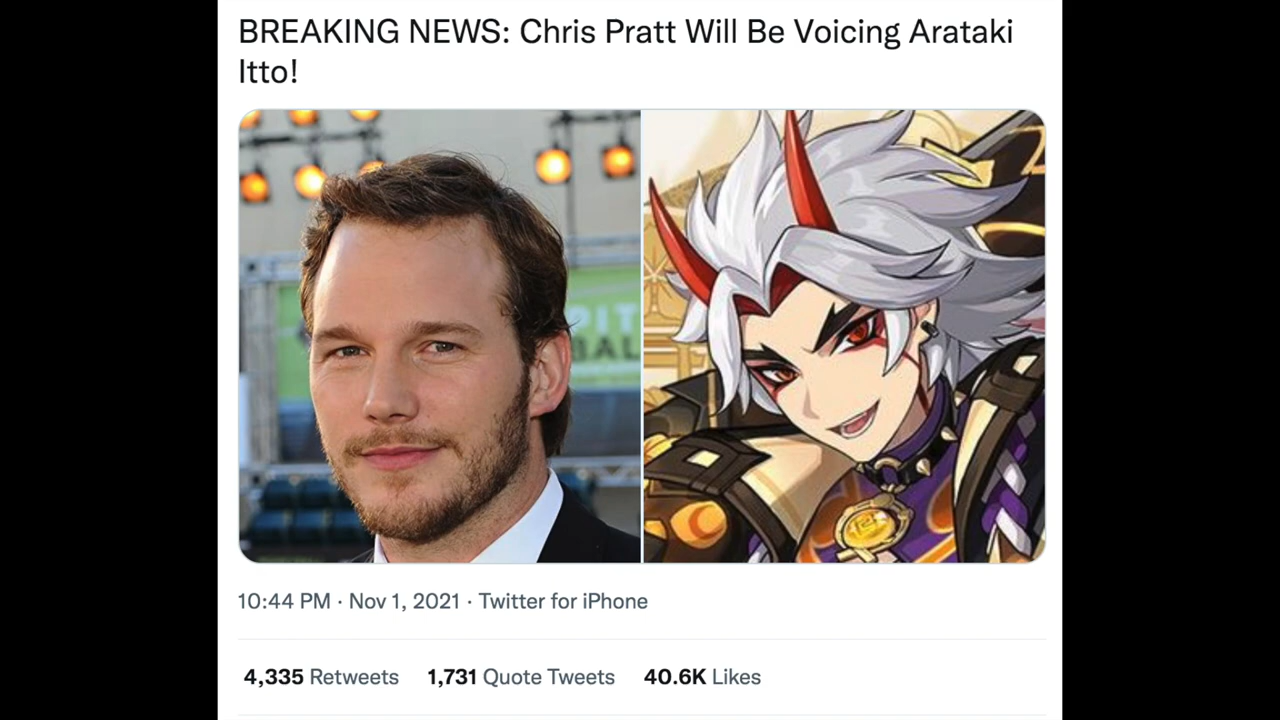 BREAKING NEWS: Chris Pratt Will Be Voicing Arataki
Itto!
10:44 PM · Nov 1, 2021 · Twitter for iPhone
4,335 Retweets 1,731 Quote Tweets 40.6K Likes